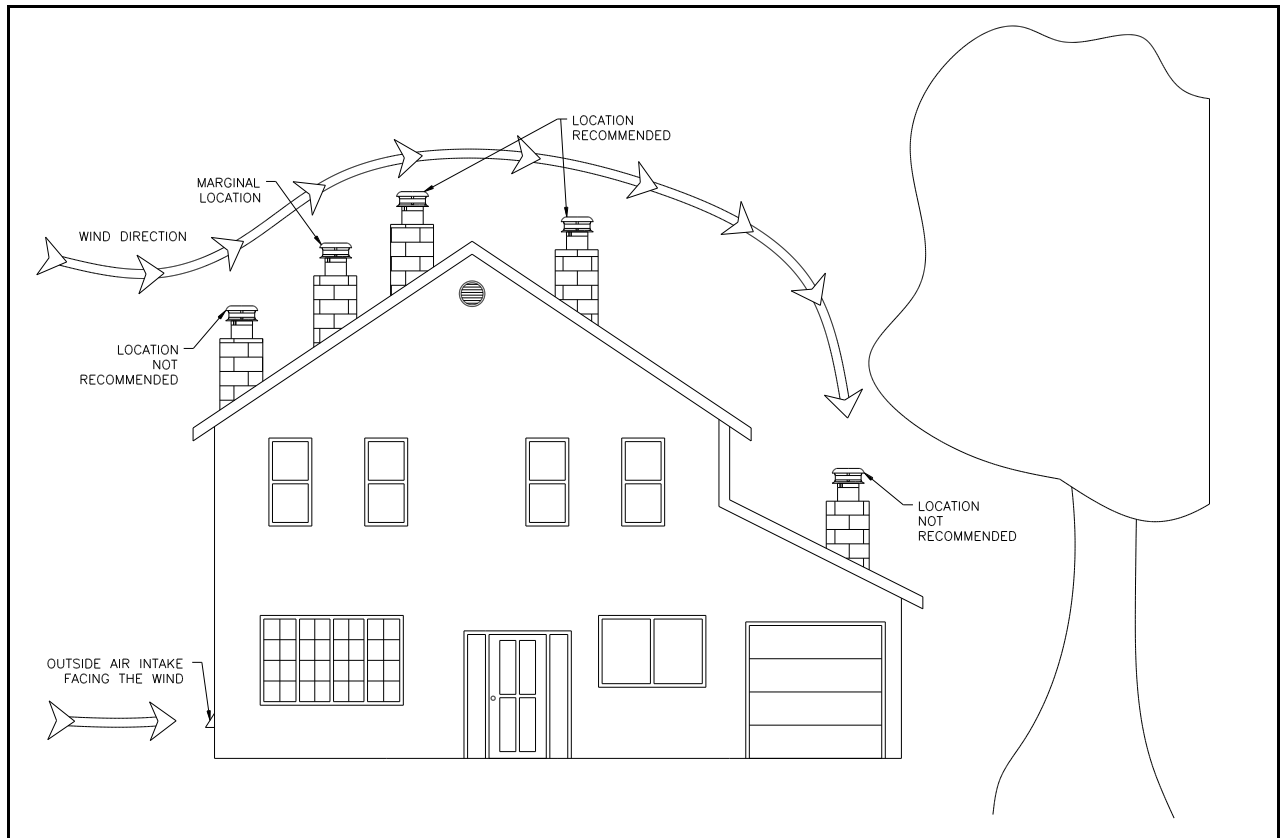 LOCATION
RECOMMENDED
MARGINAL
LOCATION
WIND DIRECTION
LOCATION
NOT
RECOMMENDED
LOCATION
NOT
RECOMMENDED
OUTSIDE AIR INTAKE
FACING THE WIND